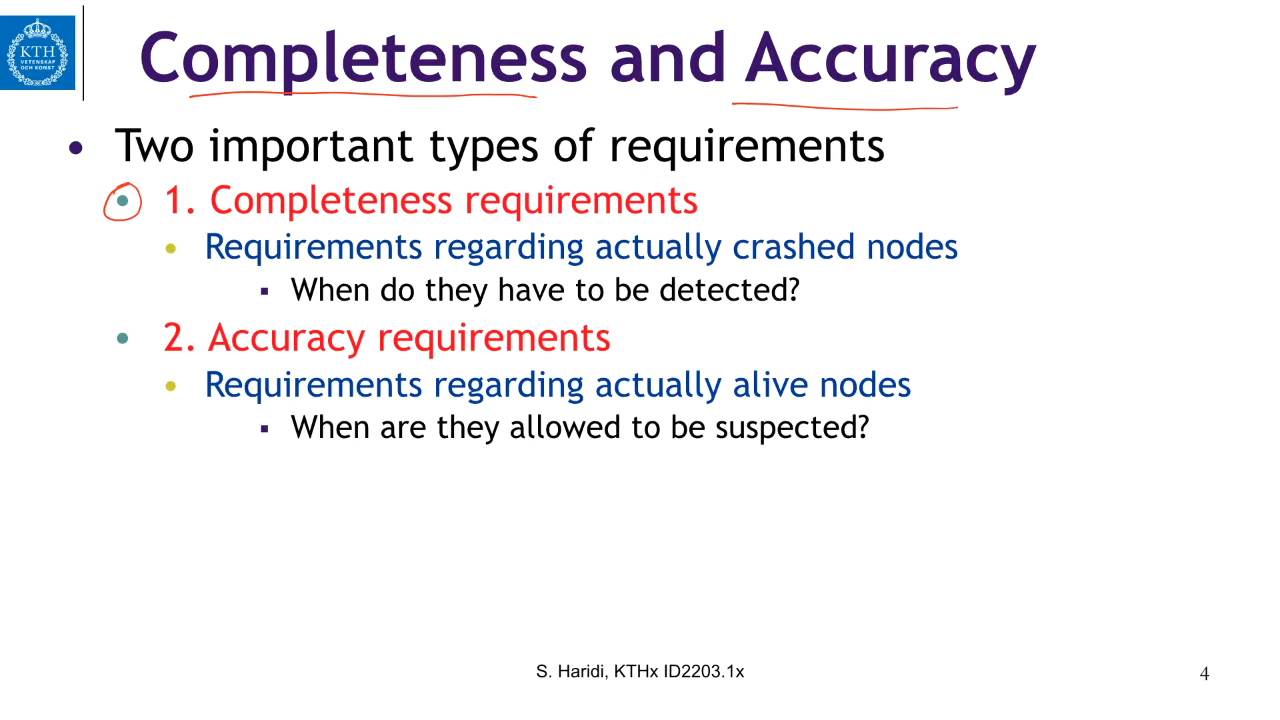 KTH
VETENSKAP
OCH KONST
Completeness and Accuracy
• Two important types of requirements
• 1. Completeness requirements
• Requirements regarding actually crashed nodes
▪ When do they have to be detected?
• 2. Accuracy requirements
• Requirements regarding actually alive nodes
▪ When are they allowed to be suspected?
S. Haridi, KTHx ID2203.1x
4